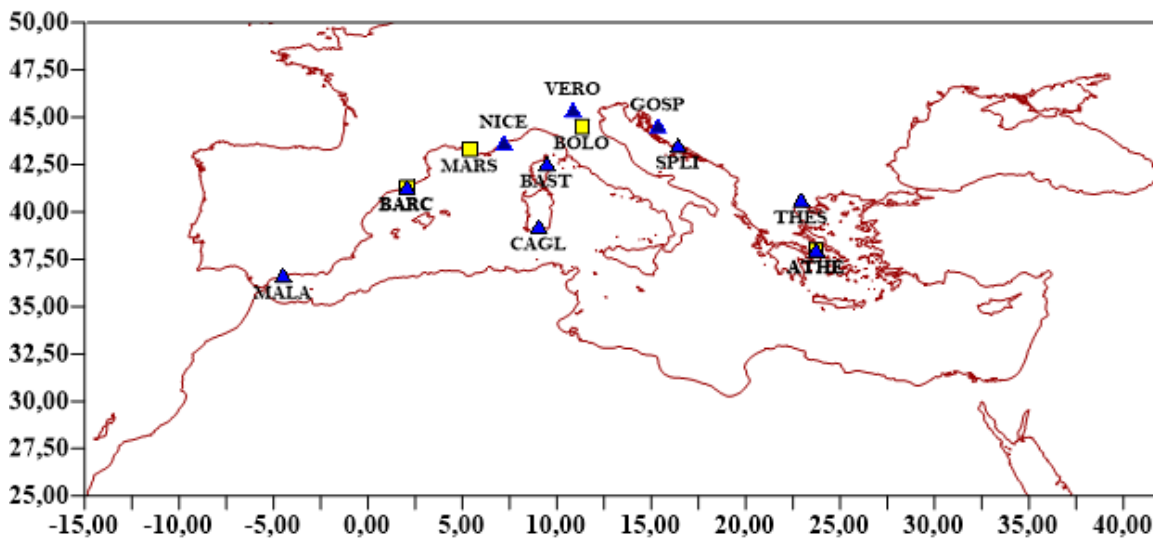 50,00
47,50
45,00
42,50
40,00
37,50
35,00
32,50
30,00
27,50
25,00
VERO
GOSP
NICE
BOLO
MARS
SPLI
BAST
BARC
THES
CAGL
ATHE
MALA
-15,00 -10,00 -5,00 0,00 5,00 10,00 15,00 20,00 25,00 30,00 35,00 40,00